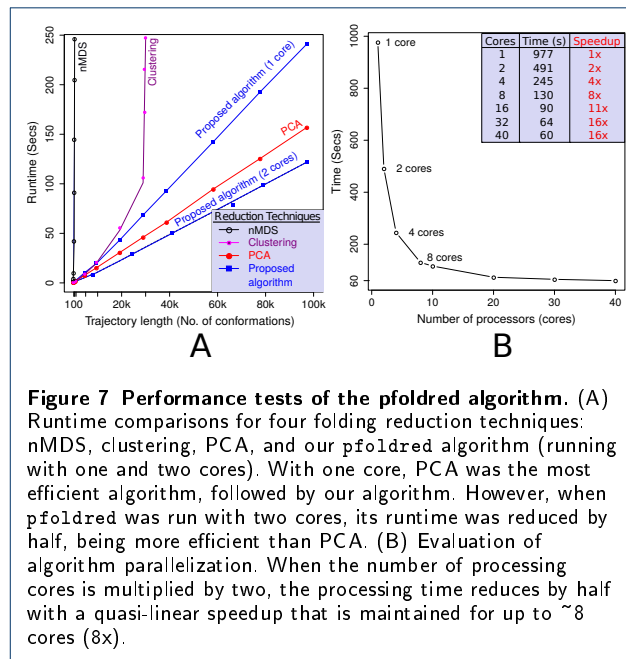 250
200
150
100
50
0
Runtime (Secs)
nMDS
Clustering
Proposed algorithm (1 core)
PCA
Proposed algorithm (2 cores)
Reduction Techniques
nMDS
Clustering
PCA
Proposed
algorithm
100 20k 40k 60k 80k 100k
Trajectory length (No. of conformations)
A
1000
800
600
400
200
60
Time (Secs)
1 core
2 cores
4 cores
8 cores
Cores Time (s) Speedup
1 977 1x
2 491 2x
4 245 4x
8 130 8x
16 90 11x
32 64 16x
40 60 16x
0 10 20 30 40
Number of processors (cores)
B
Figure 7 Performance tests of the pfoldred algorithm. (A)
Runtime comparisons for four folding reduction techniques:
nMDS, clustering, PCA, and our pfoldred algorithm (running
with one and two cores). With one core, PCA was the most
efficient algorithm, followed by our algorithm. However, when
pfoldred was run with two cores, its runtime was reduced by
half, being more efficient than PCA. (B) Evaluation of
algorithm parallelization. When the number of processing
cores is multiplied by two, the processing time reduces by half
with a quasi-linear speedup that is maintained for up to ~8
cores (8x).